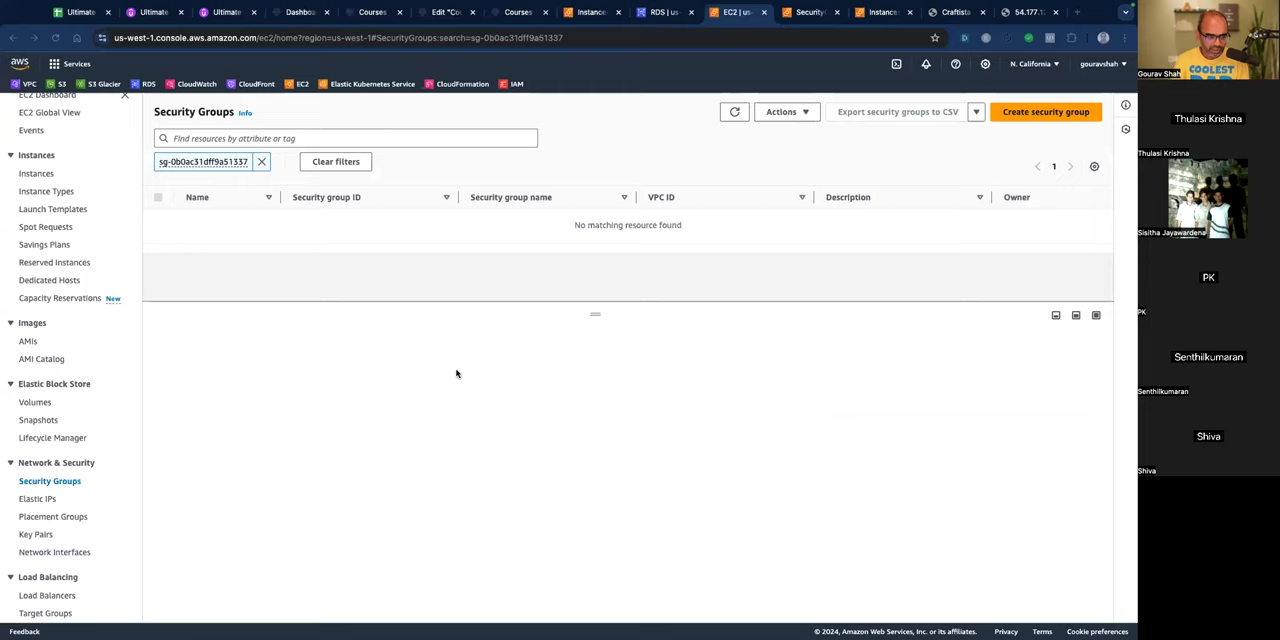 Ultimate
Ultimate
Ultimate
Dashboa
Courses
Edit "Co
Courses
Instance
RDS | us
EC2 | us-
Security
Instance
Craftista
54.177.1
us-west-1.console.aws.amazon.com/ec2/home?region=us-west-1#SecurityGroups:search=sg-0b0ac31dff9a51337
aws
Services
N. California
gouravshah
VPC
S3
S3 Glacier
RDS
CloudWatch
CloudFront
EC2
Elastic Kubernetes Service
CloudFormation
IAM
EC2 Dashboard
EC2 Global View
Events
Instances
Instances
Instance Types
Launch Templates
Spot Requests
Savings Plans
Reserved Instances
Dedicated Hosts
Capacity Reservations New
Images
AMIs
AMI Catalog
Elastic Block Store
Volumes
Snapshots
Lifecycle Manager
Network & Security
Security Groups
Elastic IPs
Placement Groups
Key Pairs
Network Interfaces
Load Balancing
Load Balancers
Target Groups
Security Groups Info
Actions
Export security groups to CSV
Create security group
Find resources by attribute or tag
sg-0b0ac31dff9a51337
Clear filters
1
Name
Security group ID
Security group name
VPC ID
Description
Owner
No matching resource found
Feedback
© 2024, Amazon Web Services, Inc. or its affiliates.
Privacy
Terms
Cookie preferences
COOLEST
Gourav Shah
Thulasi Krishna
Thulasi Krishna
Sisitha Jayawardena
PK
PK
Senthilkumaran
Senthilkumaran
Shiva
Shiva